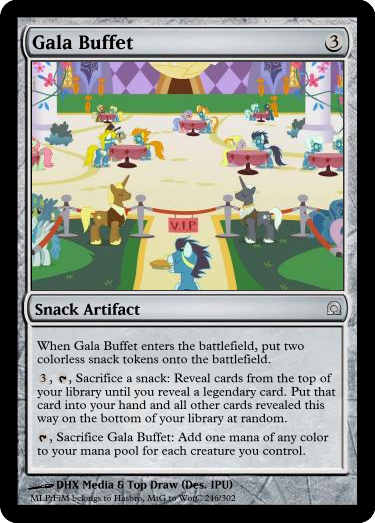 Gala Buffet 3
V.I.P.
Snack Artifact
When Gala Buffet enters the battlefield, put two
colorless snack tokens onto the battlefield.
3 , , Sacrifice a snack: Reveal cards from the top of
your library until you reveal a legendary card. Put that
card into your hand and all other cards revealed this
way on the bottom of your library at random.
, Sacrifice Gala Buffet: Add one mana of any color
to your mana pool for each creature you control.
DHX Media & Top Draw (Des. IPU)
MLP:FiM belongs to Hasbro, MtG to WotC 246/302